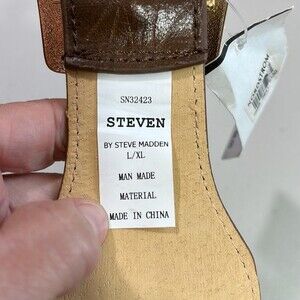 SN32423
STEVEN
BY STEVE MADDEN
L/XL
MAN MADE
MATERIAL
MADE IN CHINA